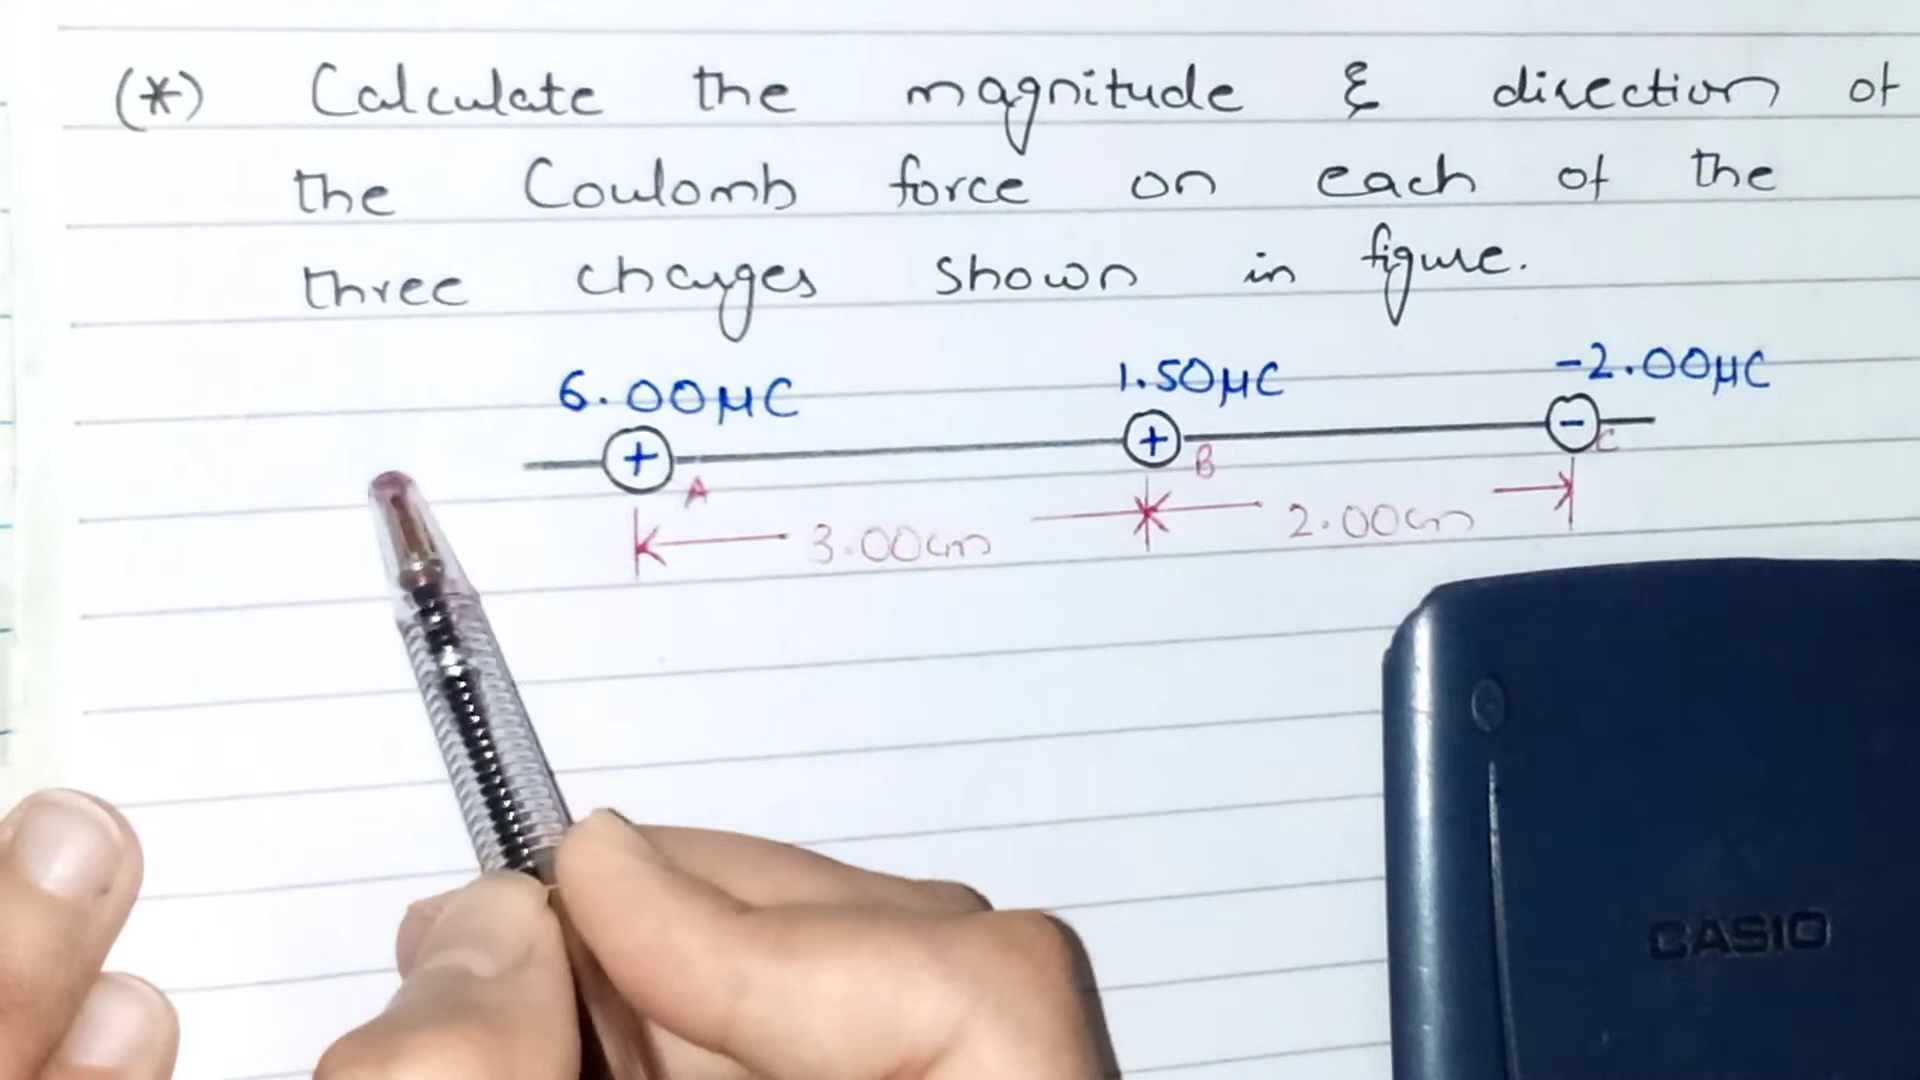 (*) Calculate the magnitude & direction of
the Coulomb force on each of the
three charges shown in figure.
6.00μC 1.50μC -2.00μC
+ + -
A B C
3.00cm 2.00cm
CASIO